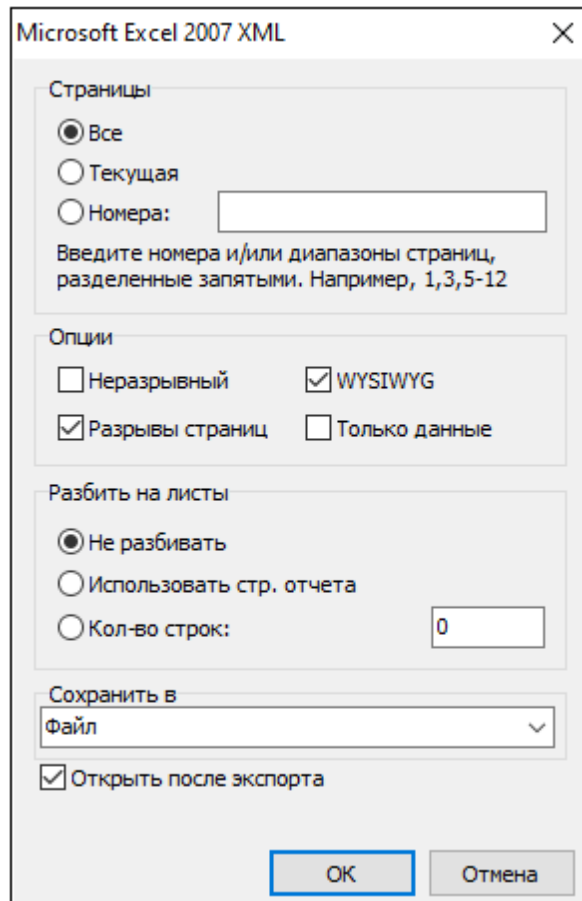 Microsoft Excel 2007 XML
Страницы
Все
Текущая
Номера:
Введите номера и/или диапазоны страниц,
разделенные запятыми. Например, 1,3,5-12
Опции
Неразрывный WYSIWYG
Разрывы страниц Только данные
Разбить на листы
Не разбивать
Использовать стр. отчета
Кол-во строк: 0
Сохранить в
Файл
Открыть после экспорта
OK Отмена